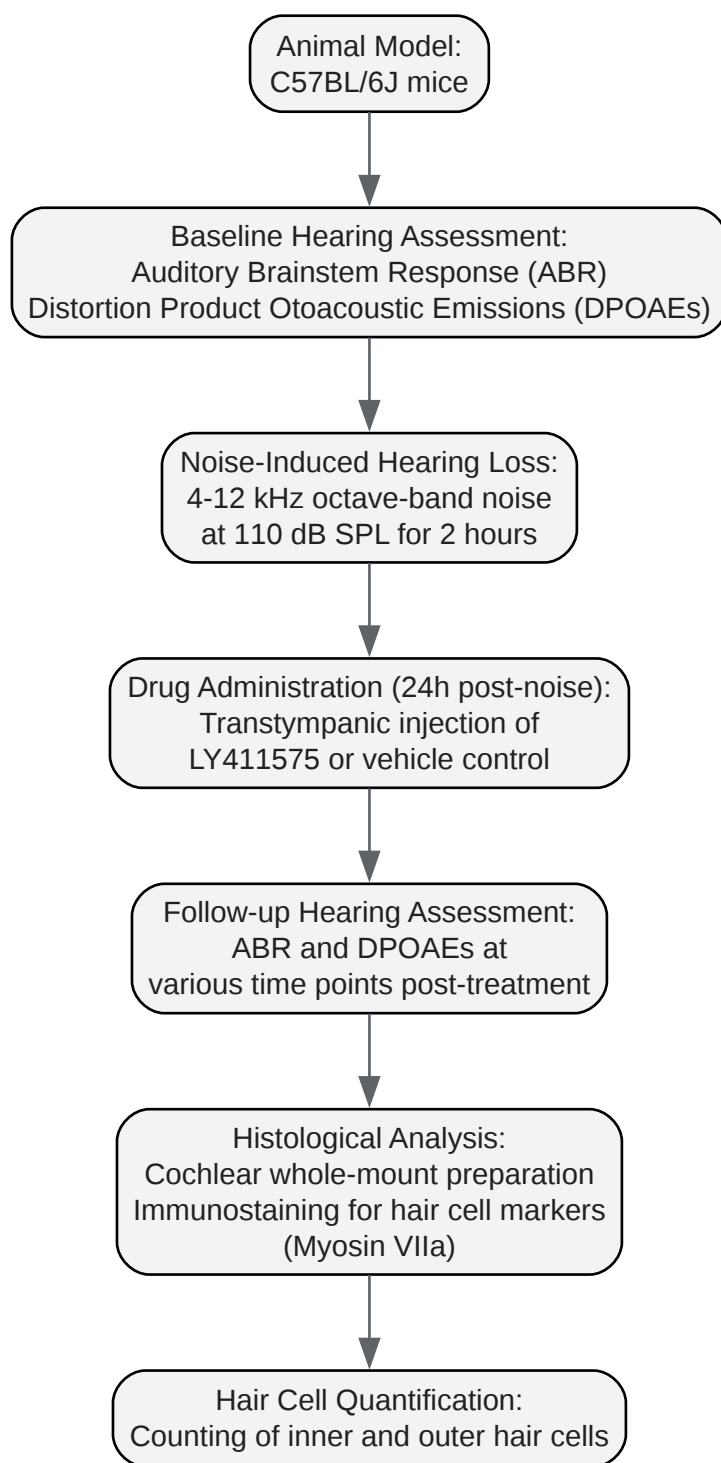 Animal Model:
C57BL/6J mice
Baseline Hearing Assessment:
Auditory Brainstem Response (ABR)
Distortion Product Otoacoustic Emissions (DPOAEs)
Noise-Induced Hearing Loss:
4-12 kHz octave-band noise
at 110 dB SPL for 2 hours
Drug Administration (24h post-noise):
Transtympanic injection of
LY411575 or vehicle control
Follow-up Hearing Assessment:
ABR and DPOAEs at
various time points post-treatment
Histological Analysis:
Cochlear whole-mount preparation
Immunostaining for hair cell markers
(Myosin VIIa)
Hair Cell Quantification:
Counting of inner and outer hair cells